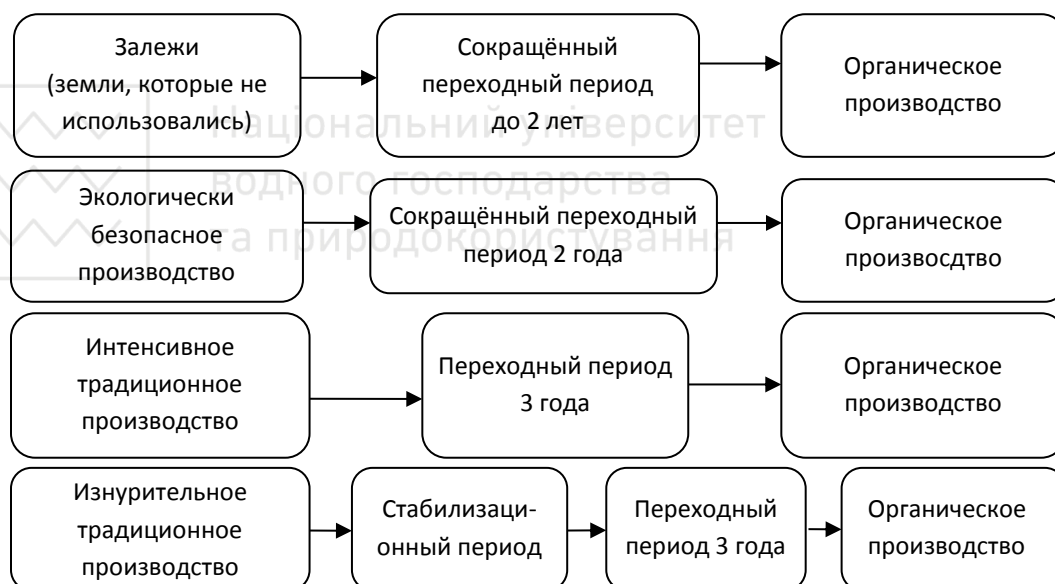 Залежи
(земли, которые не
использовались)
Сокращённый
переходный период
до 2 лет
Органическое
производство
Національний університет
водного господарства
та природокористування
Экологически
безопасное
производство
Сокращённый переходный
период 2 года
Органическое
произвосдтво
Интенсивное
традиционное
производство
Переходный период
3 года
Органическое
производство
Изнурительное
традиционное
производство
Стабилизаци-
онный период
Переходный
период 3 года
Органическое
производство